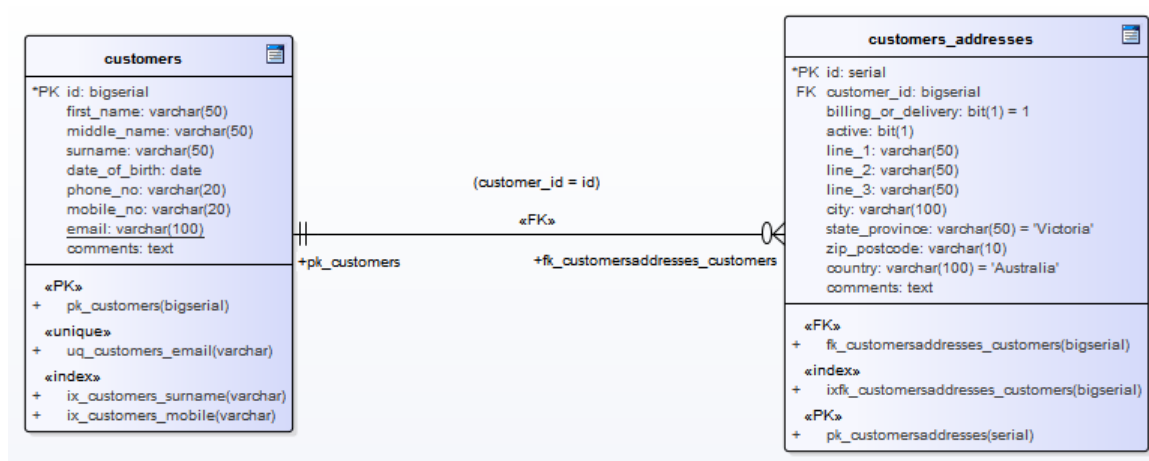 customers
*PK id: bigserial
first_name: varchar(50)
middle_name: varchar(50)
surname: varchar(50)
date_of_birth: date
phone_no: varchar(20)
mobile_no: varchar(20)
email: varchar(100)
comments: text
«PK»
+ pk_customers(bigserial)
«unique»
+ uq_customers_email(varchar)
«index»
+ ix_customers_surname(varchar)
+ ix_customers_mobile(varchar)
(customer_id = id)
«FK»
+pk_customers
+fk_customersaddresses_customers
customers_addresses
*PK id: serial
FK customer_id: bigserial
billing_or_delivery: bit(1) = 1
active: bit(1)
line_1: varchar(50)
line_2: varchar(50)
line_3: varchar(50)
city: varchar(100)
state_province: varchar(50) = 'Victoria'
zip_postcode: varchar(10)
country: varchar(100) = 'Australia'
comments: text
«FK»
+ fk_customersaddresses_customers(bigserial)
«index»
+ ixfk_customersaddresses_customers(bigserial)
«PK»
+ pk_customersaddresses(serial)